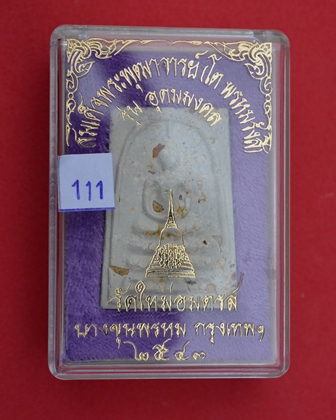 สมเด็จพระพุฒาจารย์(โต พรหมรังสี)
รุ่น อุดมมงคล
111
วัดใหม่อมตรส
บางขุนพรหม กรุงเทพฯ
๒๕๔๓